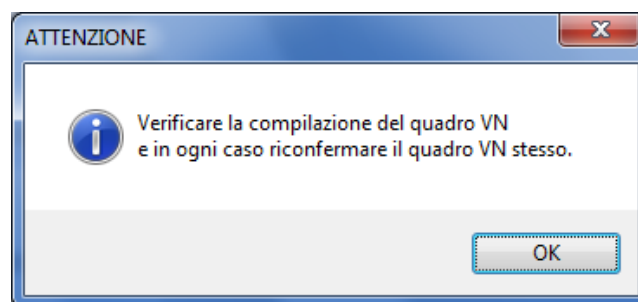 ATTENZIONE
Verificare la compilazione del quadro VN
e in ogni caso riconfermare il quadro VN stesso.
OK